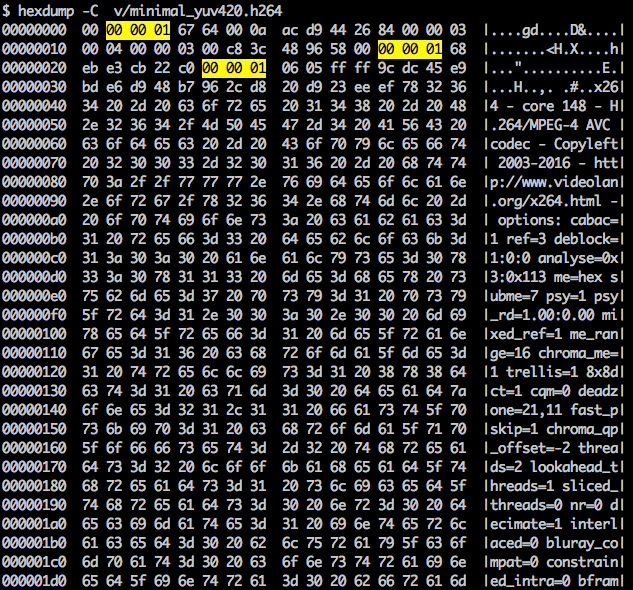 $ hexdump -C  v/minimal_yuv420.h264
00000000  00 00 00 01 67 64 00 0a  ac d9 44 26 84 00 00 03  |....gd....D&....|
00000010  00 04 00 00 03 00 c8 3c  48 96 58 00 00 00 01 68  |.......<H.X....h|
00000020  eb e3 cb 22 c0 00 00 01  06 05 ff ff 9c dc 45 e9  |..."..........E.|
00000030  bd e6 d9 48 b7 96 2c d8  20 d9 23 ee ef 78 32 36  |...H..,. .#..x26|
00000040  34 20 2d 20 63 6f 72 65  20 31 34 38 20 2d 20 48  |4 - core 148 - H|
00000050  2e 32 36 34 2f 4d 50 45  47 2d 34 20 41 56 43 20  |.264/MPEG-4 AVC |
00000060  63 6f 64 65 63 20 2d 20  43 6f 70 79 6c 65 66 74  |codec - Copyleft|
00000070  20 32 30 30 33 2d 32 30  31 36 20 2d 20 68 74 74  | 2003-2016 - htt|
00000080  70 3a 2f 2f 77 77 77 2e  76 69 64 65 6f 6c 61 6e  |p://www.videolan|
00000090  2e 6f 72 67 2f 78 32 36  34 2e 68 74 6d 6c 20 2d  |.org/x264.html -|
000000a0  20 6f 70 74 69 6f 6e 73  3a 20 63 61 62 61 63 3d  | options: cabac=|
000000b0  31 20 72 65 66 3d 33 20  64 65 62 6c 6f 63 6b 3d  |1 ref=3 deblock=|
000000c0  31 3a 30 3a 30 20 61 6e  61 6c 79 73 65 3d 30 78  |1:0:0 analyse=0x|
000000d0  33 3a 30 78 31 31 33 20  6d 65 3d 68 65 78 20 73  |3:0x113 me=hex s|
000000e0  75 62 6d 65 3d 37 20 70  73 79 3d 31 20 70 73 79  |ubme=7 psy=1 psy|
000000f0  5f 72 64 3d 31 2e 30 30  3a 30 2e 30 30 20 6d 69  |_rd=1.00:0.00 mi|
00000100  78 65 64 5f 72 65 66 3d  31 20 6d 65 5f 72 61 6e  |xed_ref=1 me_ran|
00000110  67 65 3d 31 36 20 63 68  72 6f 6d 61 5f 6d 65 3d  |ge=16 chroma_me=|
00000120  31 20 74 72 65 6c 6c 69  73 3d 31 20 38 78 38 64  |1 trellis=1 8x8d|
00000130  63 74 3d 31 20 63 71 6d  3d 30 20 64 65 61 64 7a  |ct=1 cqm=0 deadz|
00000140  6f 6e 65 3d 32 31 2c 31  31 20 66 61 73 74 5f 70  |one=21,11 fast_p|
00000150  73 6b 69 70 3d 31 20 63  68 72 6f 6d 61 5f 71 70  |skip=1 chroma_qp|
00000160  5f 6f 66 66 73 65 74 3d  2d 32 20 74 68 72 65 61  |_offset=-2 threa|
00000170  64 73 3d 32 20 6c 6f 6f  6b 61 68 65 61 64 5f 74  |ds=2 lookahead_t|
00000180  68 72 65 61 64 73 3d 31  20 73 6c 69 63 65 64 5f  |hreads=1 sliced_|
00000190  74 68 72 65 61 64 73 3d  30 20 6e 72 3d 30 20 64  |threads=0 nr=0 d|
000001a0  65 63 69 6d 61 74 65 3d  31 20 69 6e 74 65 72 6c  |ecimate=1 interl|
000001b0  61 63 65 64 3d 30 20 62  6c 75 72 61 79 5f 63 6f  |aced=0 bluray_co|
000001c0  6d 70 61 74 3d 30 20 63  6f 6e 73 74 72 61 69 6e  |mpat=0 constrain|
000001d0  65 64 5f 69 6e 74 72 61  3d 30 20 62 66 72 61 6d  |ed_intra=0 bfram|